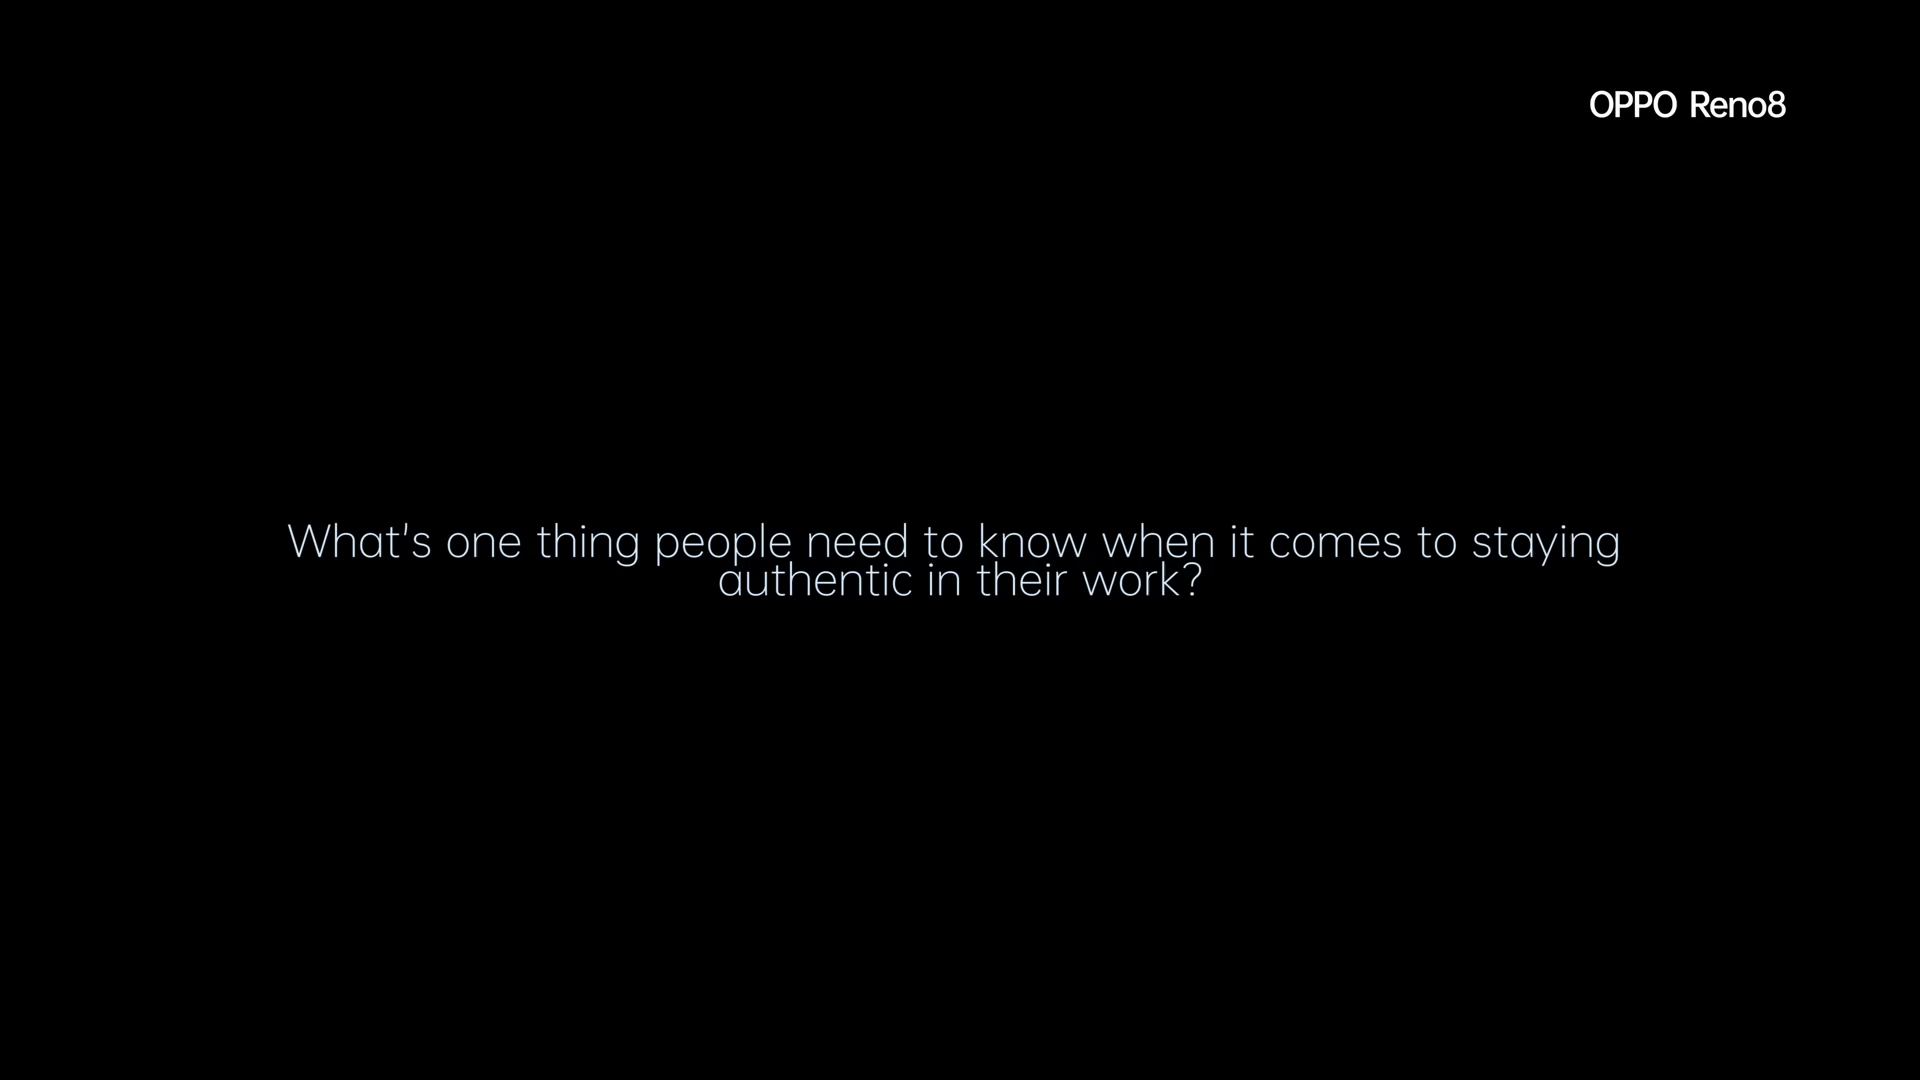 OPPO Reno8
What's one thing people need to know when it comes to staying
authentic in their work?